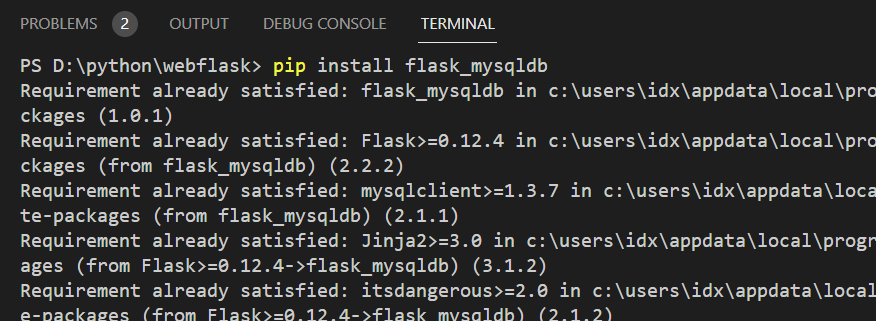 PROBLEMS 2 OUTPUT DEBUG CONSOLE TERMINAL
PS D:\python\webflask> pip install flask_mysqldb
Requirement already satisfied: flask_mysqldb in c:\users\idx\appdata\local\pro
ckages (1.0.1)
Requirement already satisfied: Flask>=0.12.4 in c:\users\idx\appdata\local\pro
ckages (from flask_mysqldb) (2.2.2)
Requirement already satisfied: mysqlclient>=1.3.7 in c:\users\idx\appdata\loca
te-packages (from flask_mysqldb) (2.1.1)
Requirement already satisfied: Jinja2>=3.0 in c:\users\idx\appdata\local\progr
ages (from Flask>=0.12.4->flask_mysqldb) (3.1.2)
Requirement already satisfied: itsdangerous>=2.0 in c:\users\idx\appdata\local
e-packages (from Flask>=0.12.4->flask_mysqldb) (2.1.2)